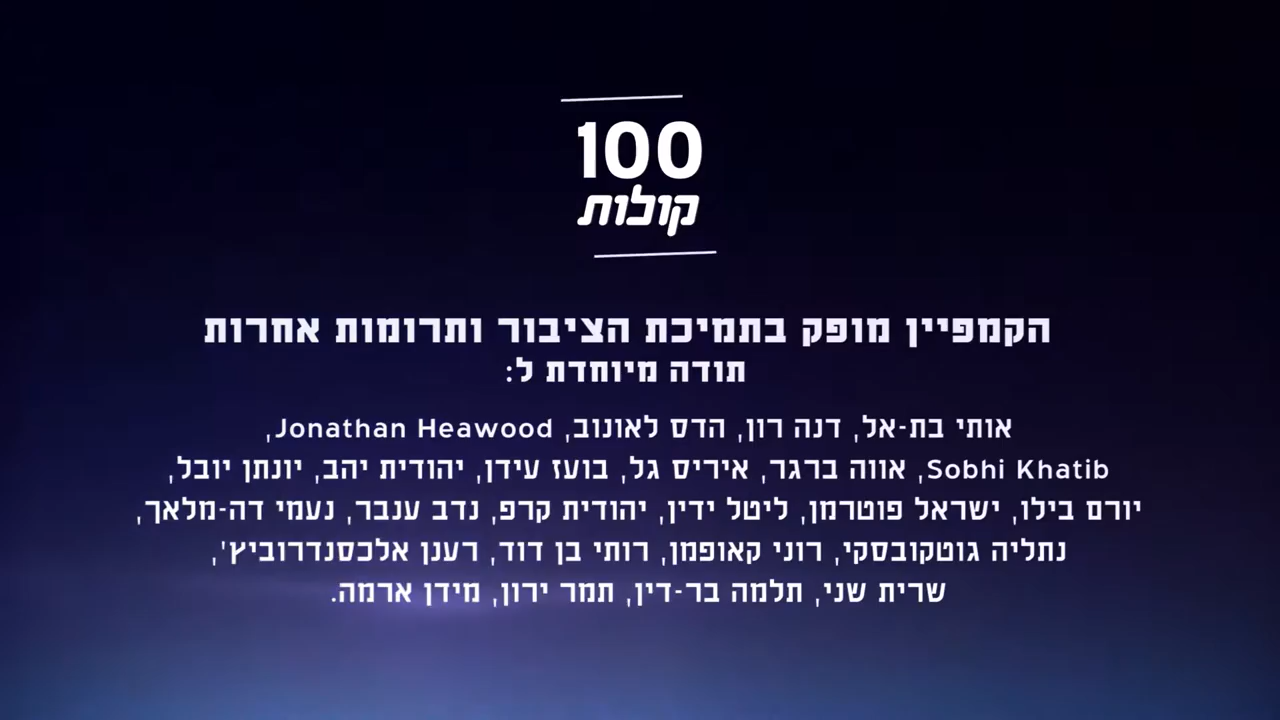 100
קולות
הקמפיין מופק בתמיכת הציבור ותרומות אחרות
תודה מיוחדת ל:
אותי בת-אל, דנה רון, הדס לאונוב, Jonathan Heawood,
Sobhi Khatib, אווה ברגר, איריס גל, בועז עידן, יהודית יהב, יונתן יובל,
יורם בילו, ישראל פוטרמן, ליטל ידין, יהודית קרפ, נדב ענבר, נעמי דה-מלאך,
נתליה גוטקובסקי, רוני קאופמן, רותי בן דוד, רענן אלכסנדרוביץ',
שרית שני, תלמה בר-דין, תמר ירון, מידן ארמה.